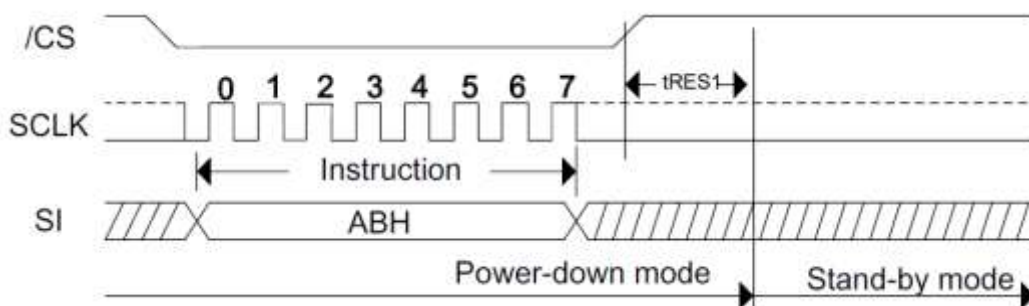 /CS
tRES1
0 1 2 3 4 5 6 7
SCLK
Instruction
SI
ABH
Power-down mode
Stand-by mode